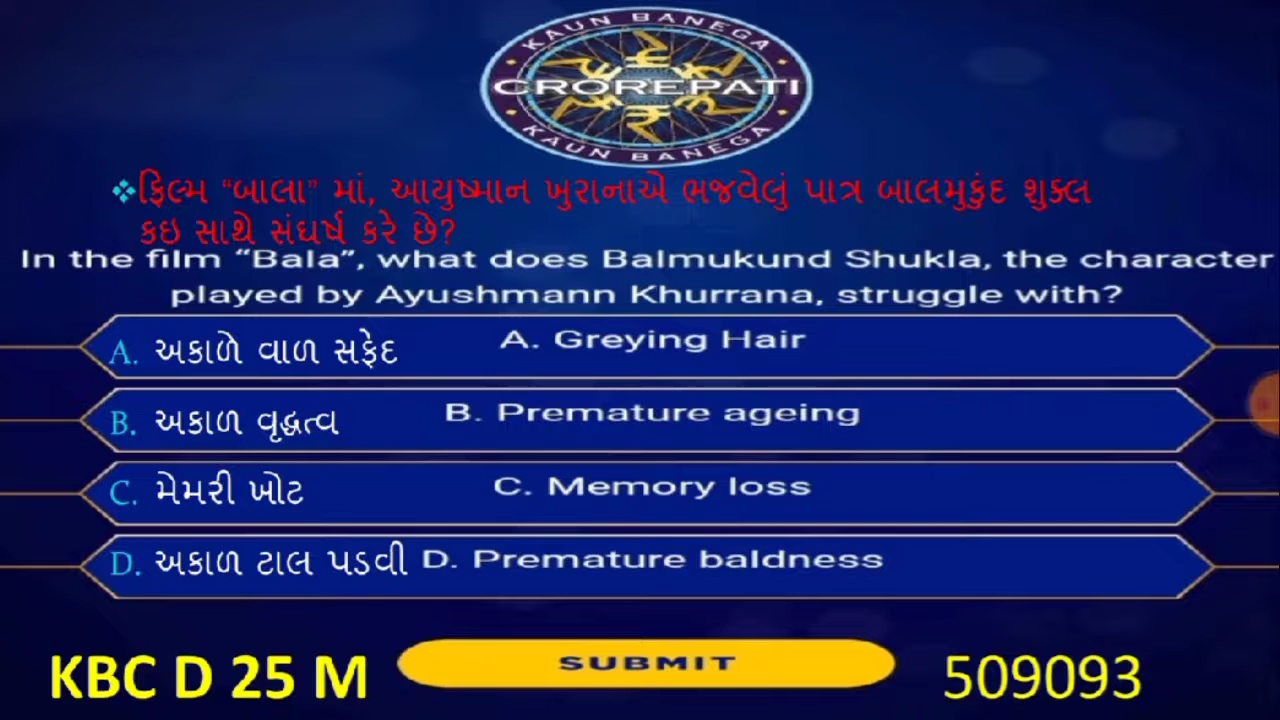 KAUN BANEGA
CROREPATI
KAUN BANEGA
❖ફિલ્મ “બાલા” માં, આયુષ્માન ખુરાનાએ ભજવેલું પાત્ર બાલમુકુંદ શુક્લ
કઇ સાથે સંઘર્ષ કરે છે?
In the film “Bala”, what does Balmukund Shukla, the character
played by Ayushmann Khurrana, struggle with?
A. અકાળે વાળ સફેદ A. Greying Hair
B. અકાળ વૃદ્ધત્વ B. Premature ageing
C. મેમરી ખોટ C. Memory loss
D. અકાળ ટાલ પડવી D. Premature baldness
KBC D 25 M SUBMIT 509093